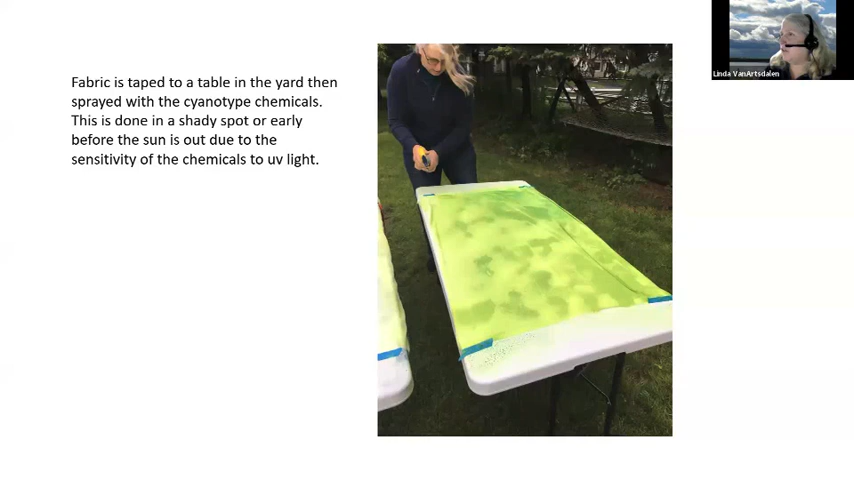 Fabric is taped to a table in the yard then
sprayed with the cyanotype chemicals.
This is done in a shady spot or early
before the sun is out due to the
sensitivity of the chemicals to uv light.
Linda VanArtsdalen